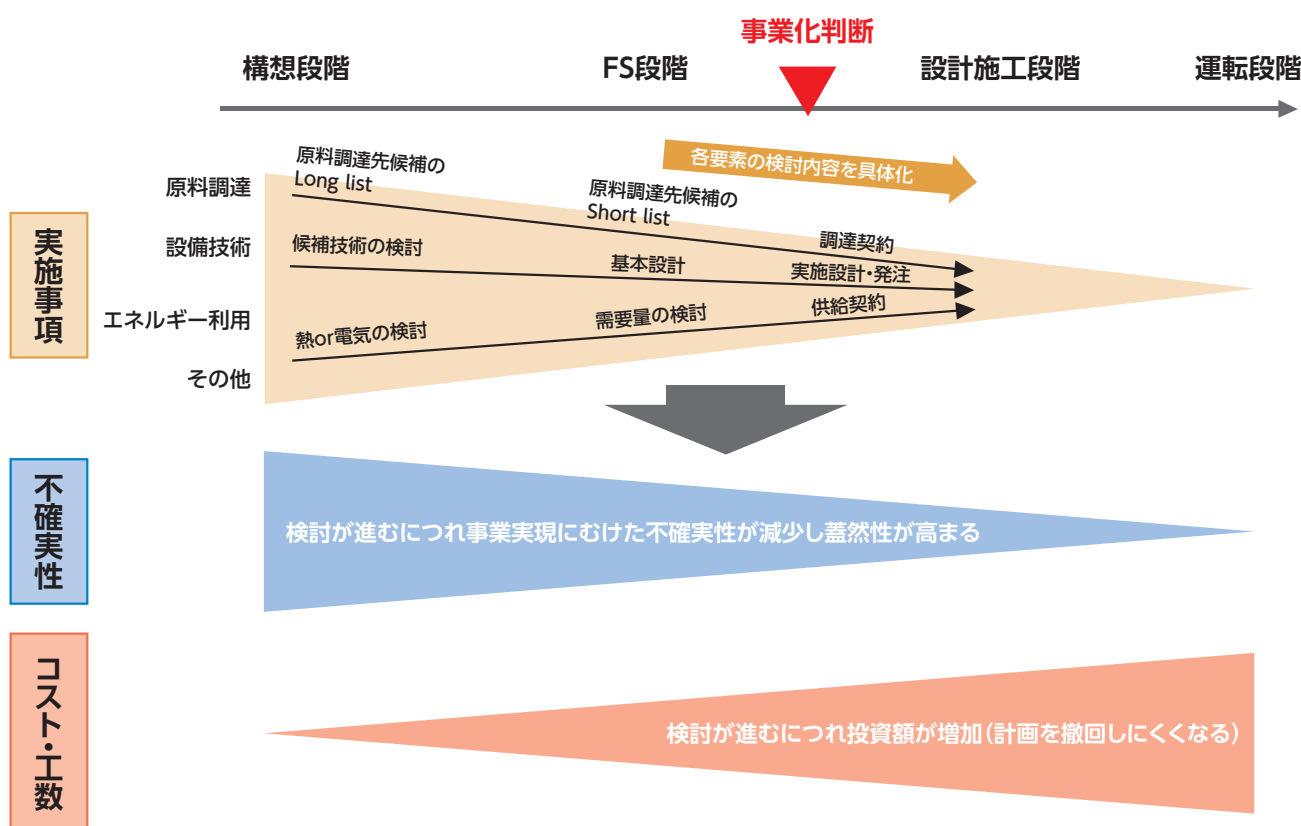 事業化判断
構想段階
FS段階
設計施工段階
運転段階
各要素の検討内容を具体化
実施事項
原料調達
原料調達先候補の
Long list
原料調達先候補の
Short list
調達契約
設備技術
候補技術の検討
基本設計
実施設計・発注
エネルギー利用
熱or電気の検討
需要量の検討
供給契約
その他
不確実性
検討が進むにつれ事業実現にむけた不確実性が減少し蓋然性が高まる
コスト・工数
検討が進むにつれ投資額が増加(計画を撤回しにくくなる)